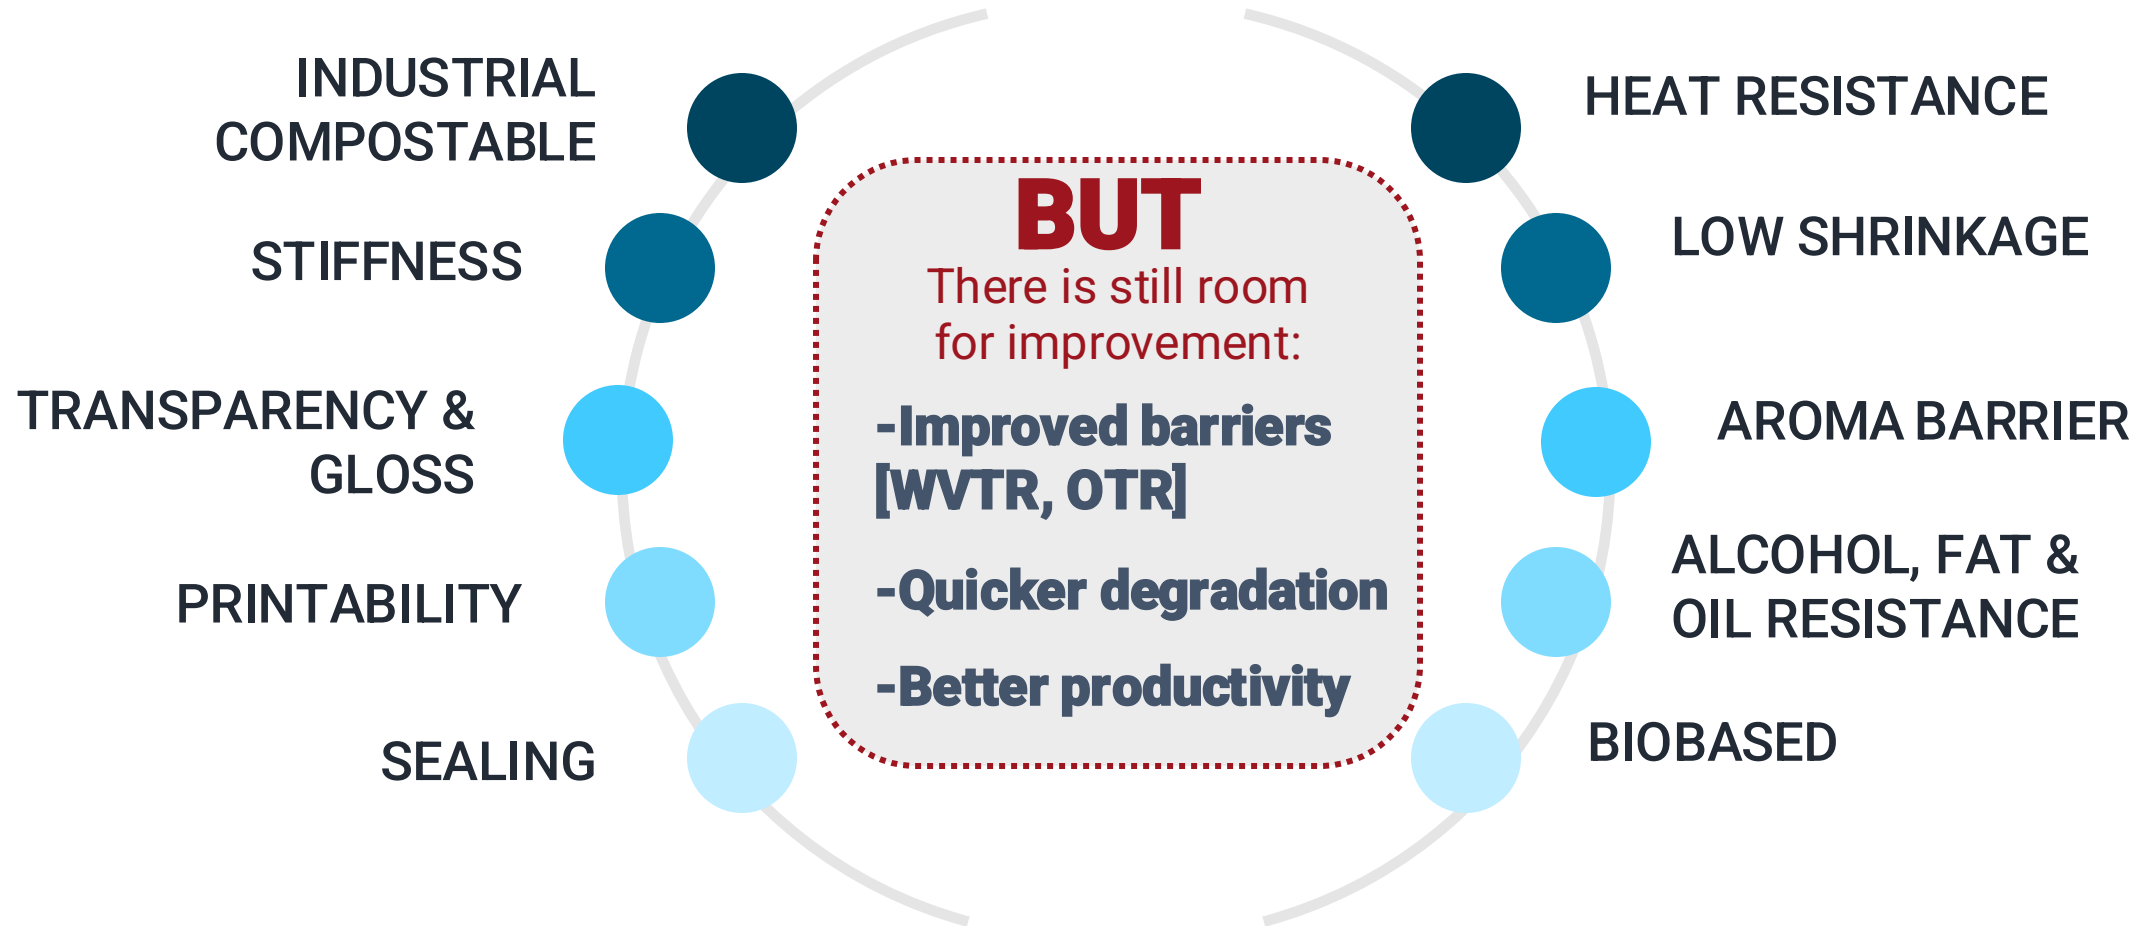 INDUSTRIAL
COMPOSTABLE
STIFFNESS
TRANSPARENCY &
GLOSS
PRINTABILITY
SEALING
BUT
There is still room
for improvement:
-Improved barriers
[WVTR, OTR]
-Quicker degradation
-Better productivity
HEAT RESISTANCE
LOW SHRINKAGE
AROMA BARRIER
ALCOHOL, FAT &
OIL RESISTANCE
BIOBASED